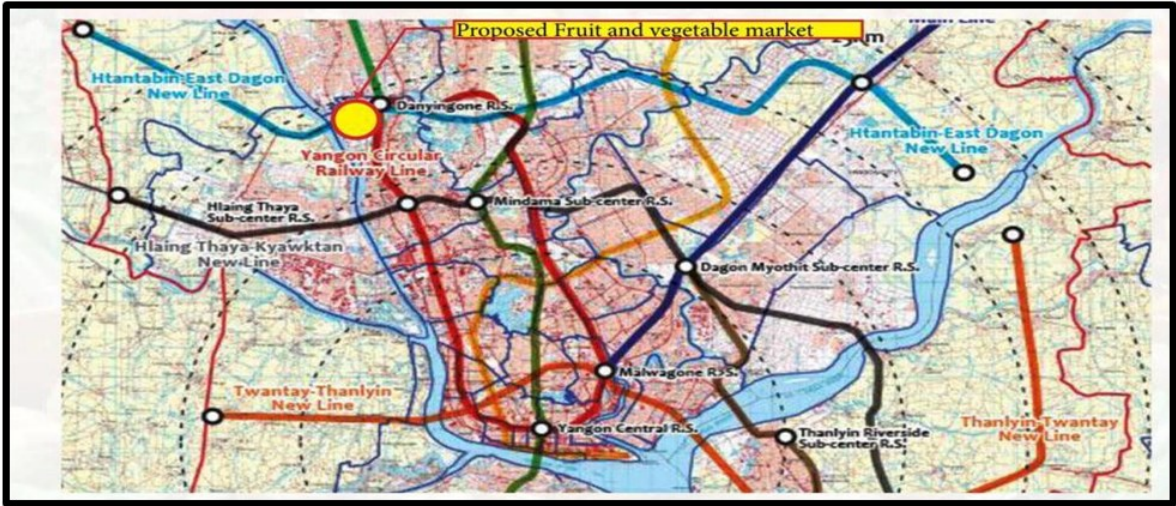 Proposed Fruit and vegetable market
Main Line
Htantabin-East Dagon
New Line
Danyingone R.S.
Htantabin-East Dagon
New Line
Yangon Circular
Railway Line
Hlaing Thaya
Sub-center R.S.
Mindama Sub-center R.S.
Hlaing Thaya-Kyawktan
New Line
Dagon Myothit Sub-center R.S.
Malwagone R.S.
Twantay-Thanlyin
New Line
Yangon Central R.S.
Thanlyin Riverside
Sub-center R.S.
Thanlyin-Twantay
New Line